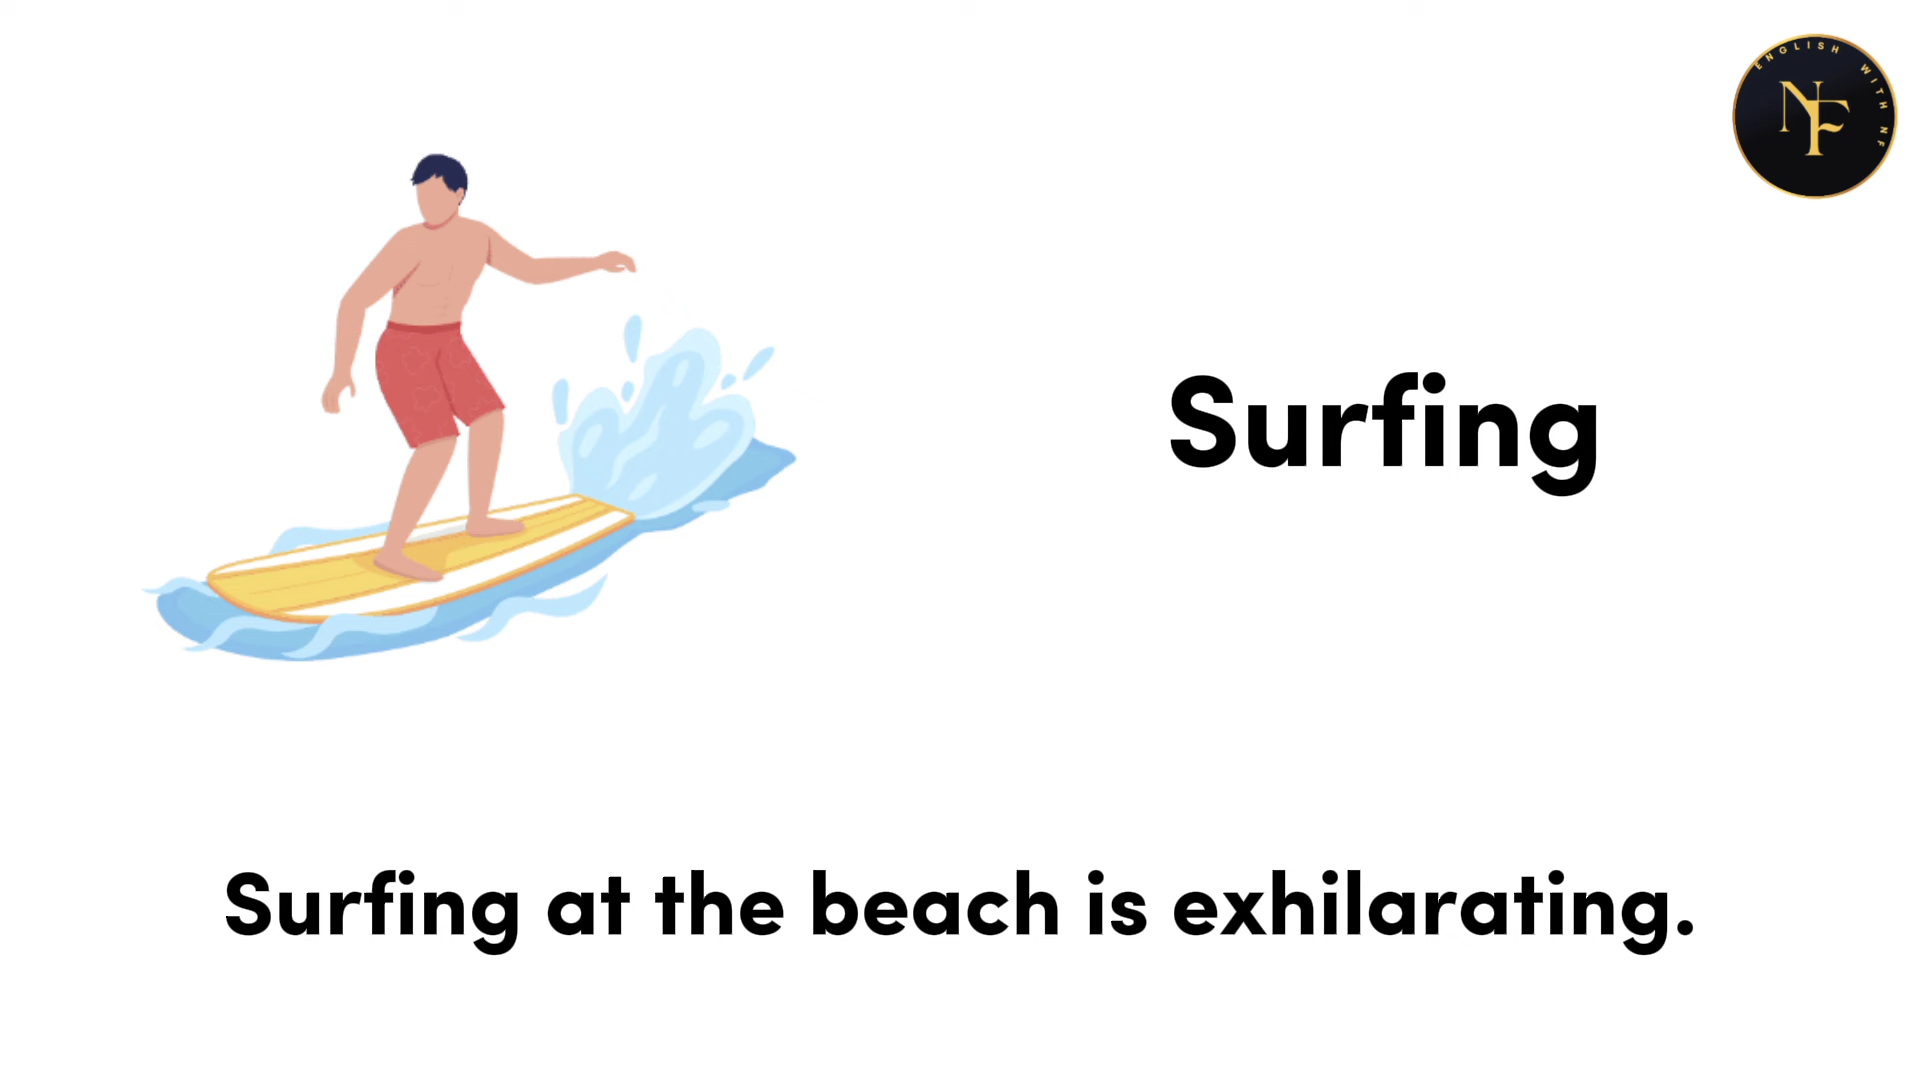 ENGLISH WITH NF
NF
Surfing
Surfing at the beach is exhilarating.